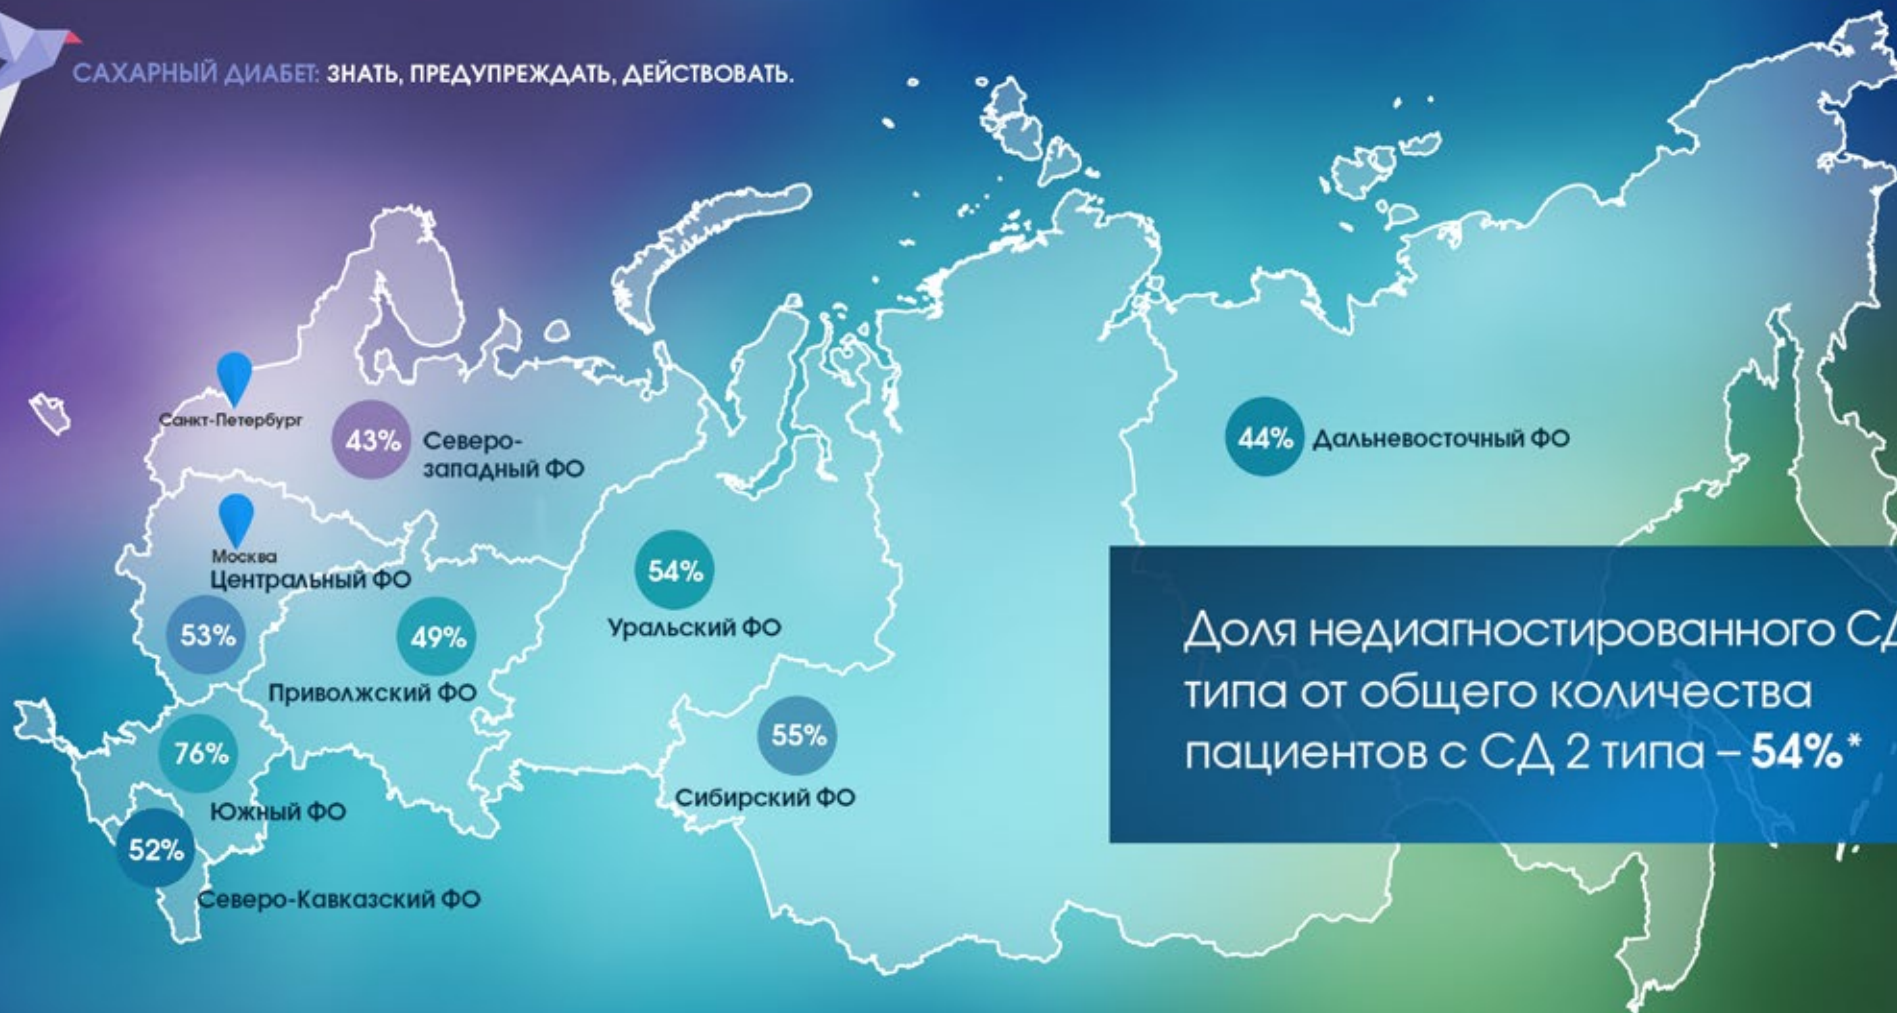 САХАРНЫЙ ДИАБЕТ: ЗНАТЬ, ПРЕДУПРЕЖДАТЬ, ДЕЙСТВОВАТЬ.
Санкт-Петербург
43% Северо-
западный ФО
44% Дальневосточный ФО
Москва
Центральный ФО
53%
49%
Приволжский ФО
54%
Уральский ФО
76%
Южный ФО
52%
Северо-Кавказский ФО
55%
Сибирский ФО
Доля недиагностированного СД
типа от общего количества
пациентов с СД 2 типа – 54%*